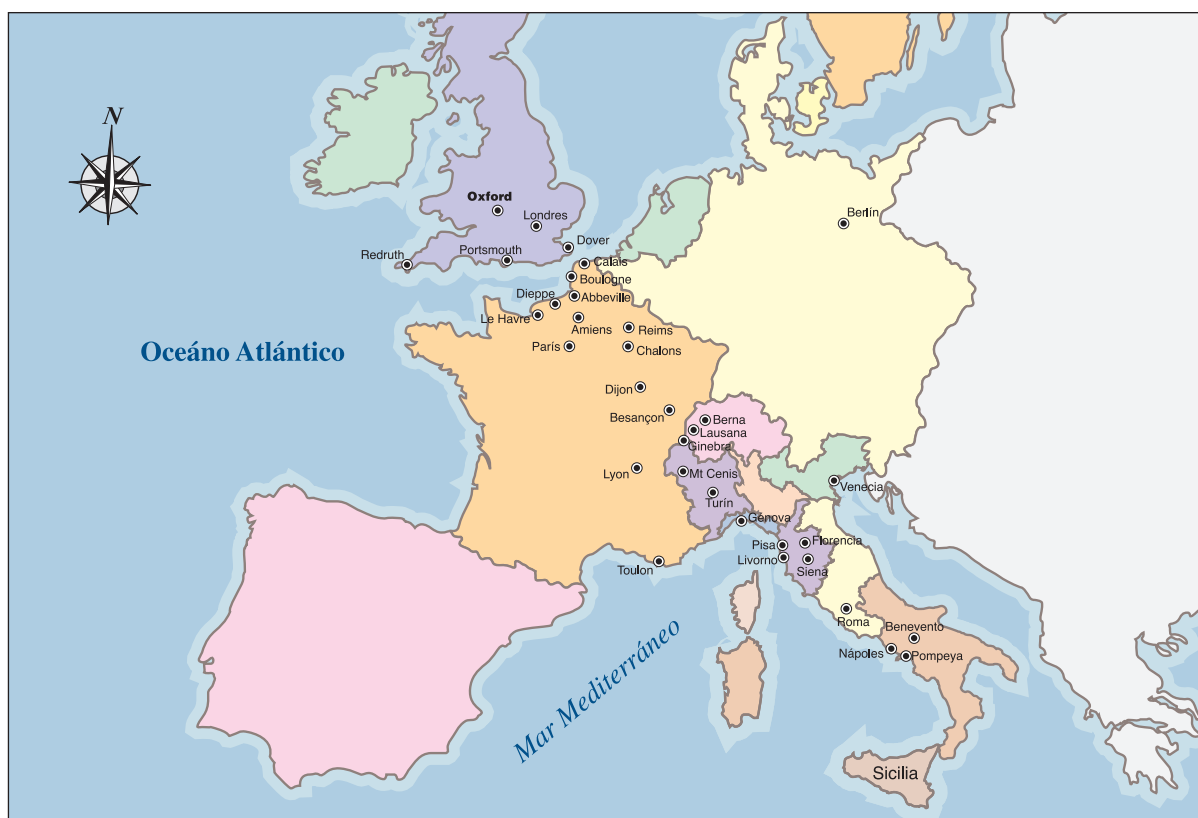 N
Oxford
Londres
Berlín
Dover
Portsmouth
Redruth
Calais
Boulogne
Dieppe
Abbeville
Le Havre
Amiens
Reims
París
Chalons
Oceáno Atlántico
Dijon
Besançon
Berna
Lausana
Ginebra
Lyon
Mt Cenis
Venecia
Turín
Génova
Pisa
Florencia
Livorno
Siena
Toulon
Roma
Benevento
Nápoles
Pompeya
Mar Mediterráneo
Sicilia